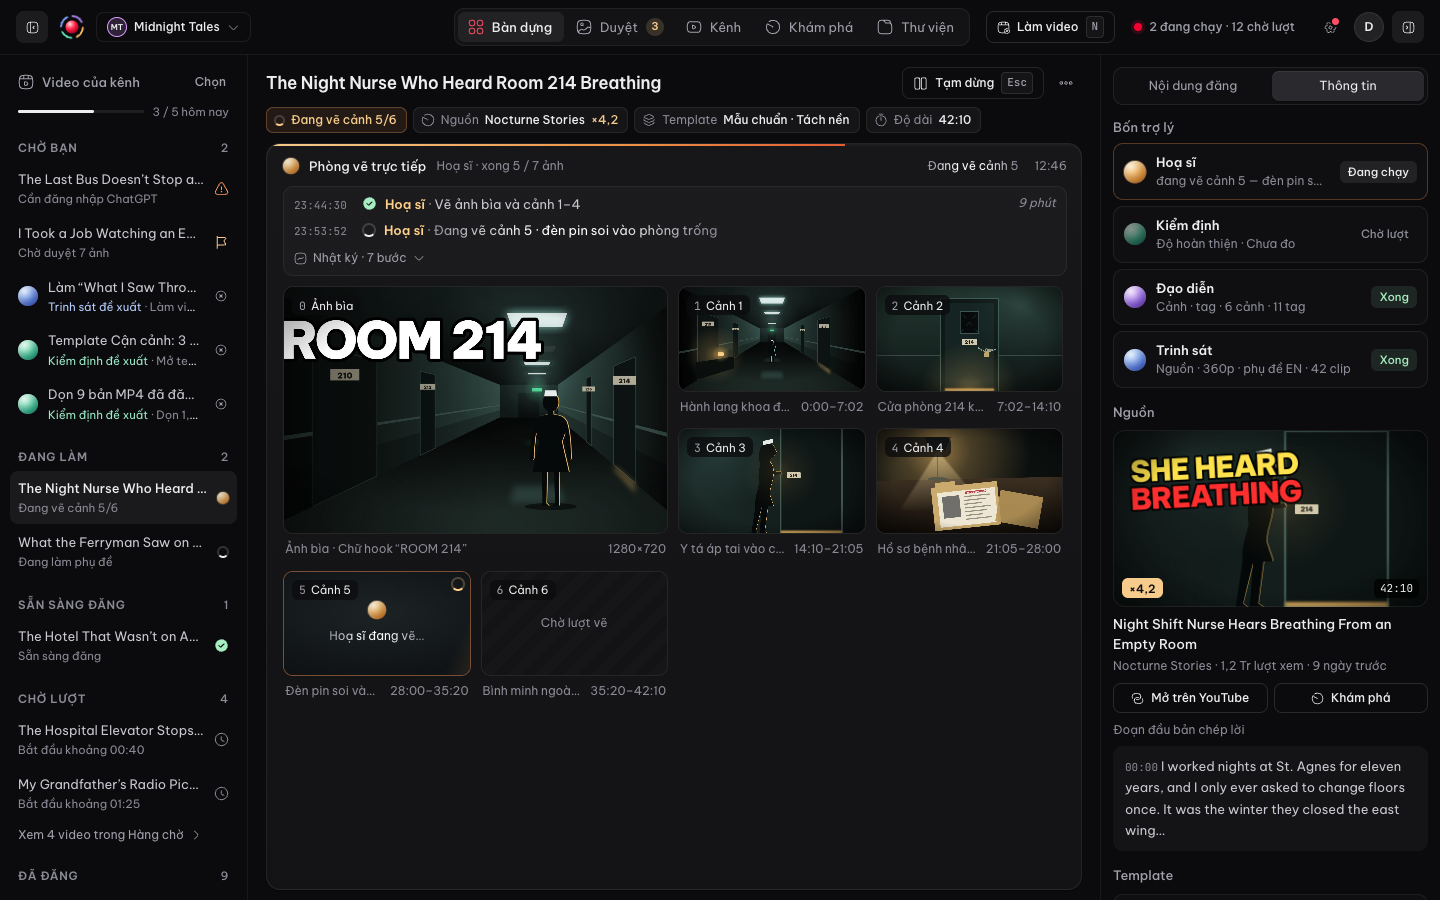 MT Midnight Tales
Bàn dựng
Duyệt 3
Kênh
Khám phá
Thư viện
Làm video N
2 đang chạy · 12 chờ lượt
D
Video của kênh
Chọn
3 / 5 hôm nay
CHỜ BẠN 2
The Last Bus Doesn't Stop a...
Cần đăng nhập ChatGPT
I Took a Job Watching an E...
Chờ duyệt 7 ảnh
Làm “What I Saw Thro...
Trinh sát đề xuất · Làm vi...
Template Cận cảnh: 3 ...
Kiểm định đề xuất · Mở te...
Dọn 9 bản MP4 đã đă...
Kiểm định đề xuất · Dọn 1,...
ĐANG LÀM 2
The Night Nurse Who Heard ...
Đang vẽ cảnh 5/6
What the Ferryman Saw on ...
Đang làm phụ đề
SẴN SÀNG ĐĂNG 1
The Hotel That Wasn't on A...
Sẵn sàng đăng
CHỜ LƯỢT 4
The Hospital Elevator Stops...
Bắt đầu khoảng 00:40
My Grandfather's Radio Pic...
Bắt đầu khoảng 01:25
Xem 4 video trong Hàng chờ
ĐÃ ĐĂNG 9
The Night Nurse Who Heard Room 214 Breathing
Tạm dừng Esc
Đang vẽ cảnh 5/6
Nguồn Nocturne Stories ×4,2
Template Mẫu chuẩn · Tách nền
Độ dài 42:10
Phòng vẽ trực tiếp Hoạ sĩ · xong 5 / 7 ảnh
Đang vẽ cảnh 5 12:46
23:44:30 Hoạ sĩ · Vẽ ảnh bìa và cảnh 1–4 9 phút
23:53:52 Hoạ sĩ · Đang vẽ cảnh 5 · đèn pin soi vào phòng trống
Nhật ký · 7 bước
0 Ảnh bìa
ROOM 214
210
214
Ảnh bìa · Chữ hook “ROOM 214” 1280×720
1 Cảnh 1
Hành lang khoa đ... 0:00–7:02
2 Cảnh 2
214
Cửa phòng 214 k... 7:02–14:10
3 Cảnh 3
214
Y tá áp tai vào c... 14:10–21:05
4 Cảnh 4
Hồ sơ bệnh nhâ... 21:05–28:00
5 Cảnh 5
Hoạ sĩ đang vẽ...
Đèn pin soi và... 28:00–35:20
6 Cảnh 6
Chờ lượt vẽ
Bình minh ngoà... 35:20–42:10
Nội dung đăng
Thông tin
Bốn trợ lý
Hoạ sĩ
đang vẽ cảnh 5 — đèn pin s...
Đang chạy
Kiểm định
Độ hoàn thiện · Chưa đo
Chờ lượt
Đạo diễn
Cảnh · tag · 6 cảnh · 11 tag
Xong
Trinh sát
Nguồn · 360p · phụ đề EN · 42 clip
Xong
Nguồn
SHE HEARD
BREATHING
214
×4,2
42:10
Night Shift Nurse Hears Breathing From an
Empty Room
Nocturne Stories · 1,2 Tr lượt xem · 9 ngày trước
Mở trên YouTube
Khám phá
Đoạn đầu bản chép lời
00:00 I worked nights at St. Agnes for eleven
years, and I only ever asked to change floors
once. It was the winter they closed the east
wing...
Template